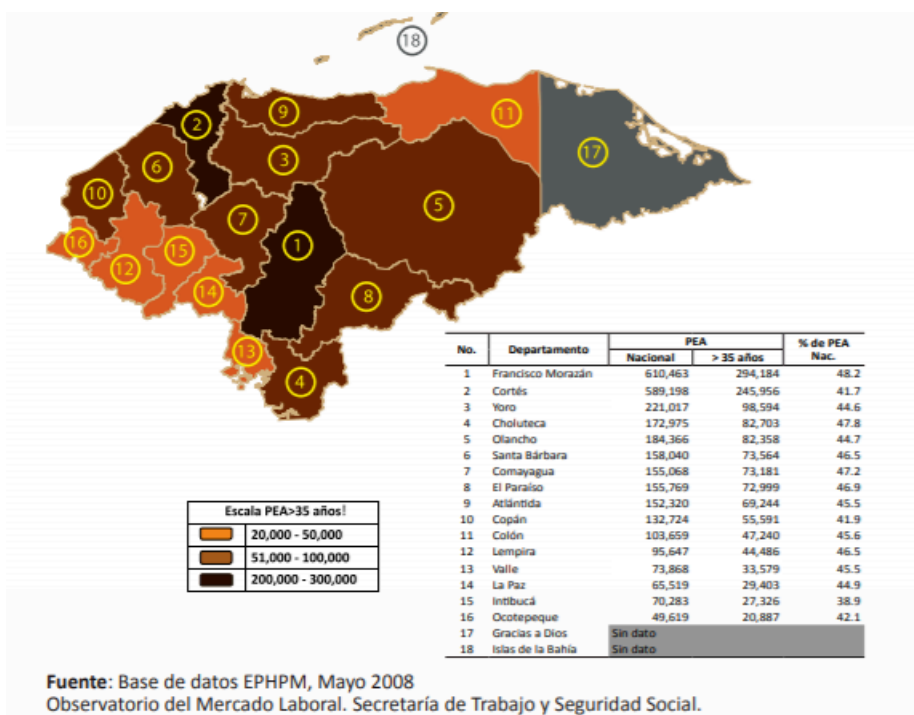 18
9
11
2
3
17
6
10
5
7
1
16
15
12
14
8
13
4
No. Departamento PEA % de PEA Nac.
Nacional > 35 años
1 Francisco Morazán 610,463 294,184 48.2
2 Cortés 589,198 245,956 41.7
3 Yoro 221,017 98,594 44.6
4 Choluteca 172,975 82,703 47.8
5 Olancho 184,366 82,358 44.7
6 Santa Bárbara 158,040 73,564 46.5
7 Comayagua 155,068 73,181 47.2
8 El Paraíso 155,769 72,999 46.9
9 Atlántida 152,320 69,244 45.5
10 Copán 132,724 55,591 41.9
11 Colón 103,659 47,240 45.6
12 Lempira 95,647 44,486 46.5
13 Valle 73,868 33,579 45.5
14 La Paz 65,519 29,403 44.9
15 Intibucá 70,283 27,326 38.9
16 Ocotepeque 49,619 20,887 42.1
17 Gracias a Dios Sin dato
18 Islas de la Bahía Sin dato
Escala PEA>35 años!
20,000 - 50,000
51,000 - 100,000
200,000 - 300,000
Fuente: Base de datos EPHPM, Mayo 2008
Observatorio del Mercado Laboral. Secretaría de Trabajo y Seguridad Social.